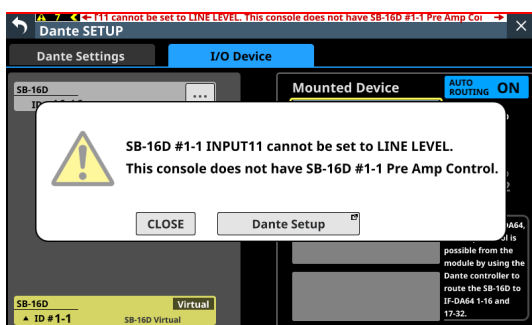 7 ← I11 cannot be set to LINE LEVEL. This console does not have SB-16D #1-1 Pre Amp Co →
Dante SETUP
Dante Settings
I/O Device
SB-16D
...
Mounted Device
AUTO ROUTING ON
SB-16D #1-1 INPUT11 cannot be set to LINE LEVEL.
This console does not have SB-16D #1-1 Pre Amp Control.
CLOSE
Dante Setup
possible from the
module by using the
Dante controller to
route the SB-16D to
IF-DA64 1-16 and
17-32.
SB-16D
Virtual
▲ ID #1-1
SB-16D Virtual